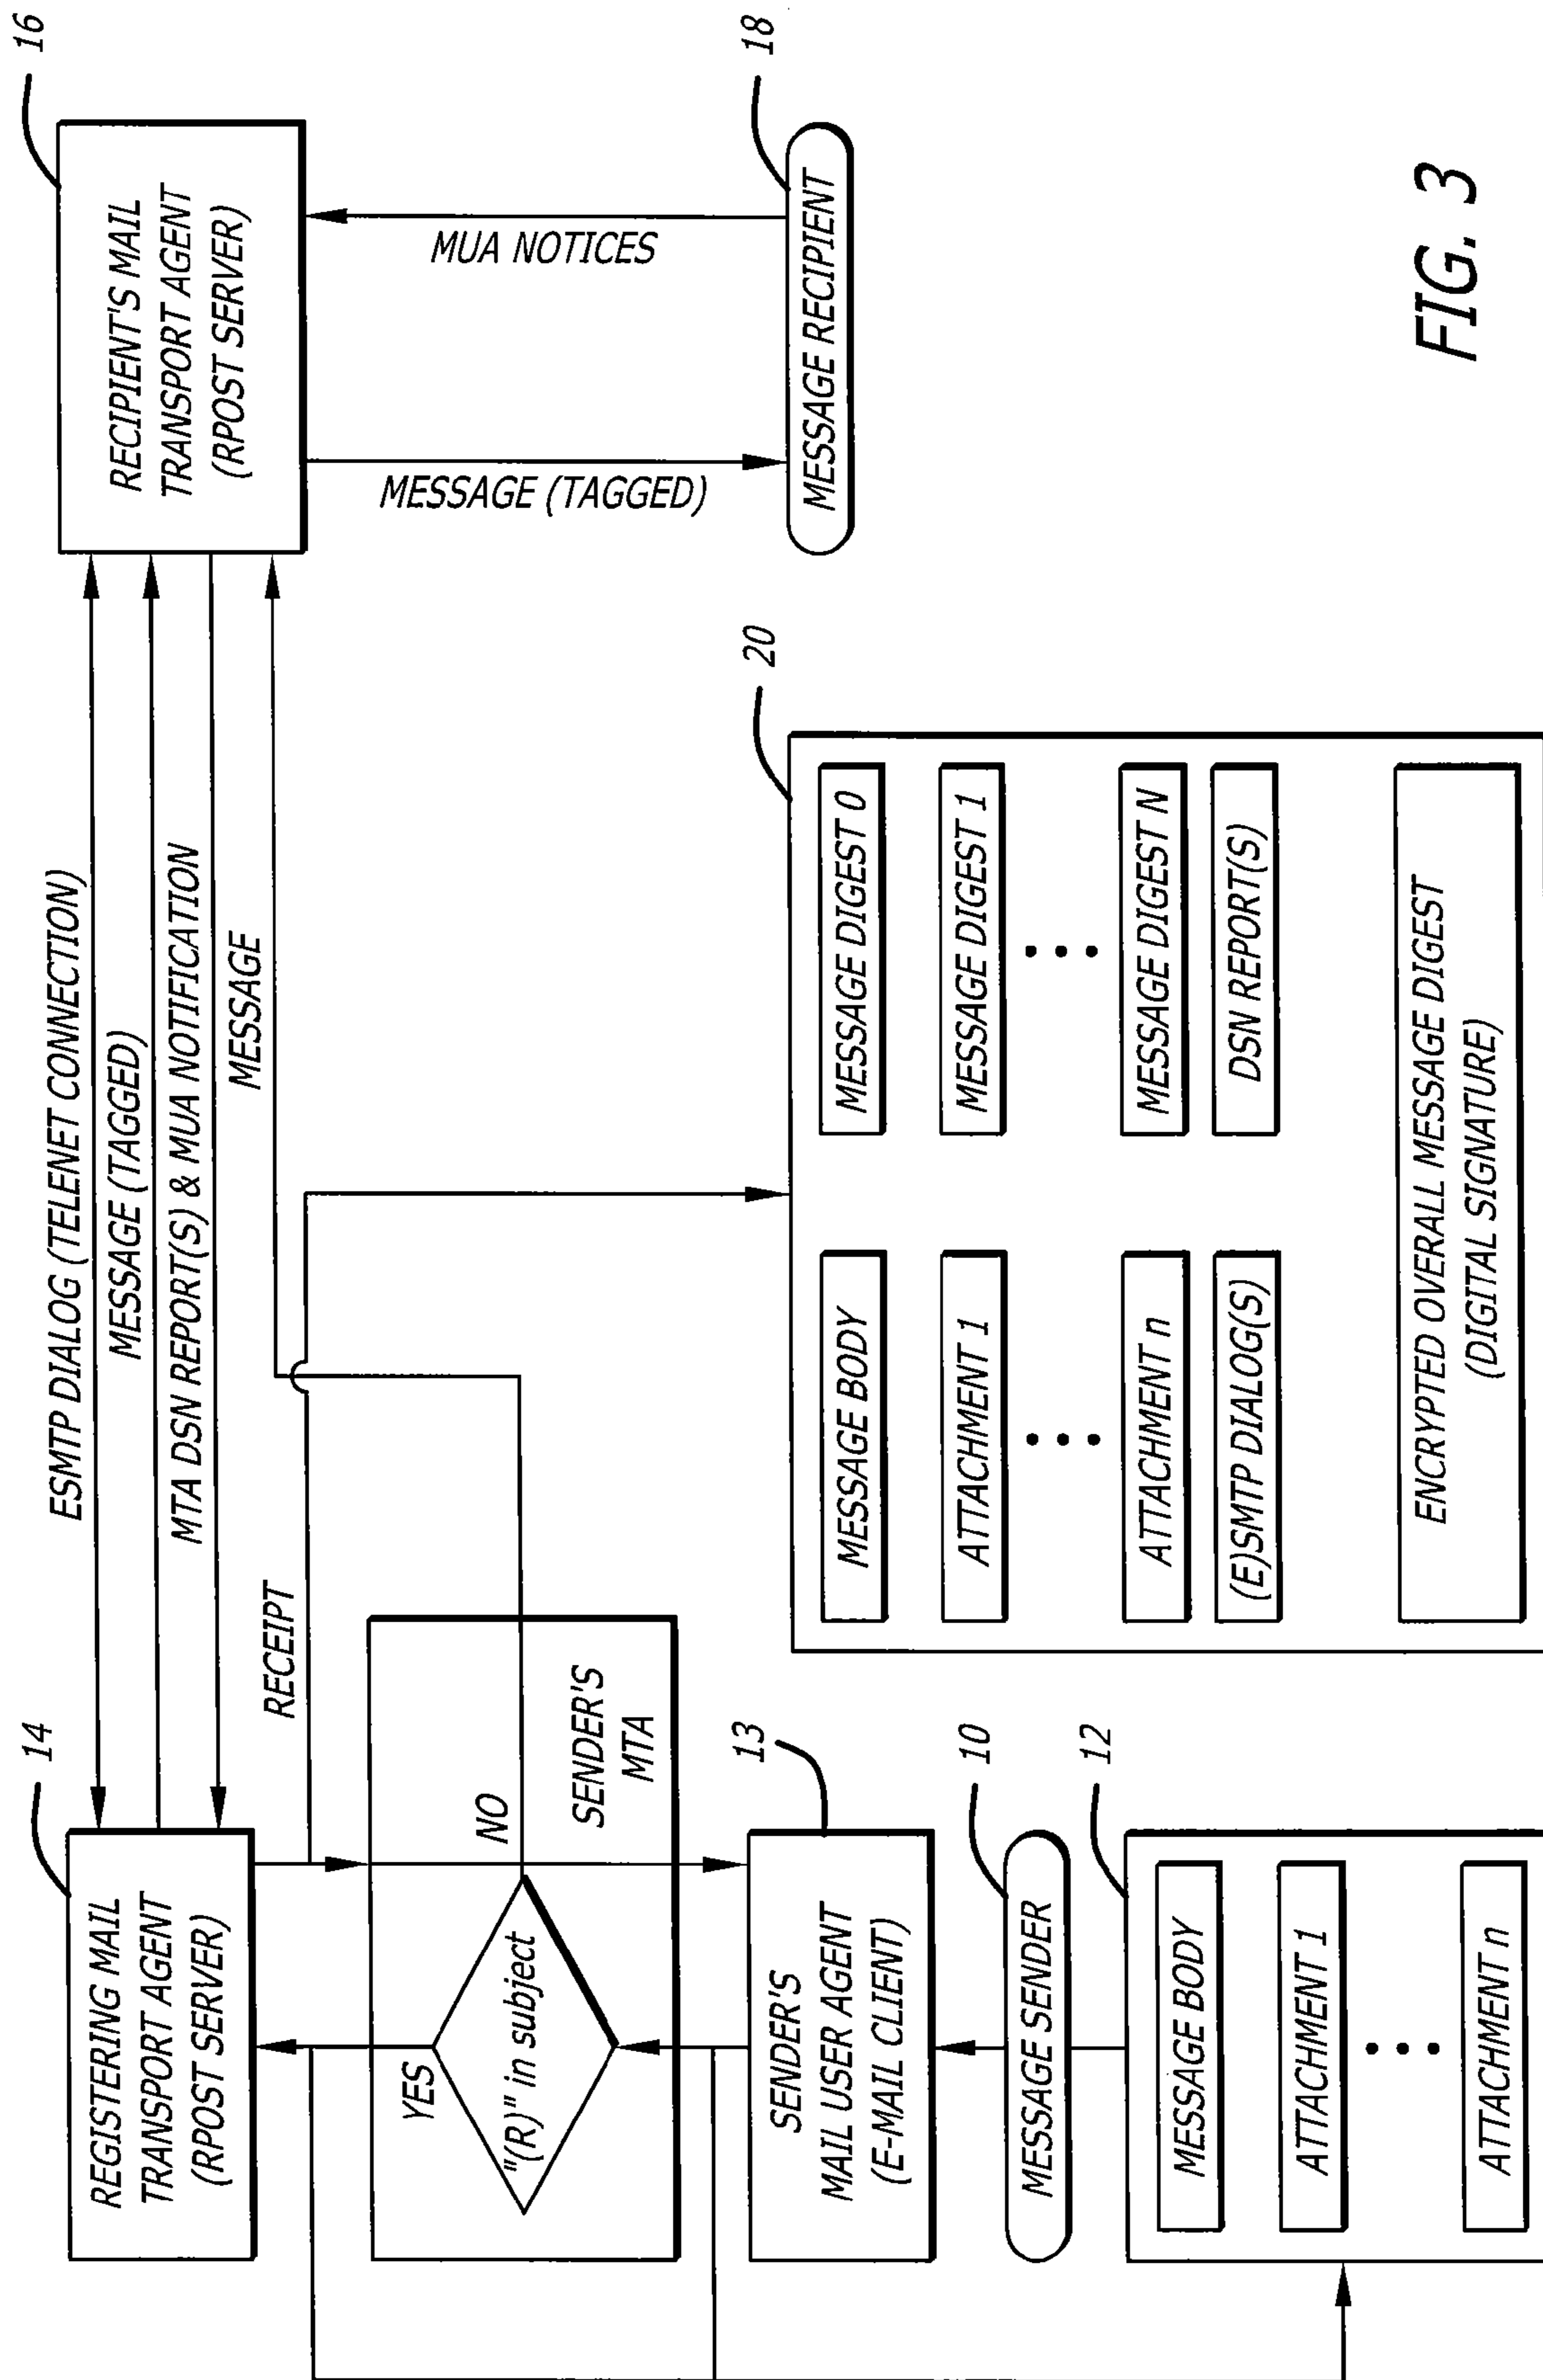 14
REGISTERING MAIL
TRANSPORT AGENT
(RPOST SERVER)
ESMTP DIALOG (TELENET CONNECTION)
MESSAGE (TAGGED)
MTA DSN REPORT(S) & MUA NOTIFICATION
MESSAGE
16
RECIPIENT'S MAIL
TRANSPORT AGENT
(RPOST SERVER)
RECEIPT
YES
"(R)" in subject
NO
SENDER'S
MTA
MESSAGE (TAGGED)
MUA NOTICES
13
SENDER'S
MAIL USER AGENT
(E-MAIL CLIENT)
18
MESSAGE RECIPIENT
10
MESSAGE SENDER
12
MESSAGE BODY
ATTACHMENT 1
ATTACHMENT n
20
MESSAGE BODY
MESSAGE DIGEST 0
ATTACHMENT 1
MESSAGE DIGEST 1
ATTACHMENT n
MESSAGE DIGEST N
(E)SMTP DIALOG(S)
DSN REPORT(S)
ENCRYPTED OVERALL MESSAGE DIGEST
(DIGITAL SIGNATURE)
FIG. 3